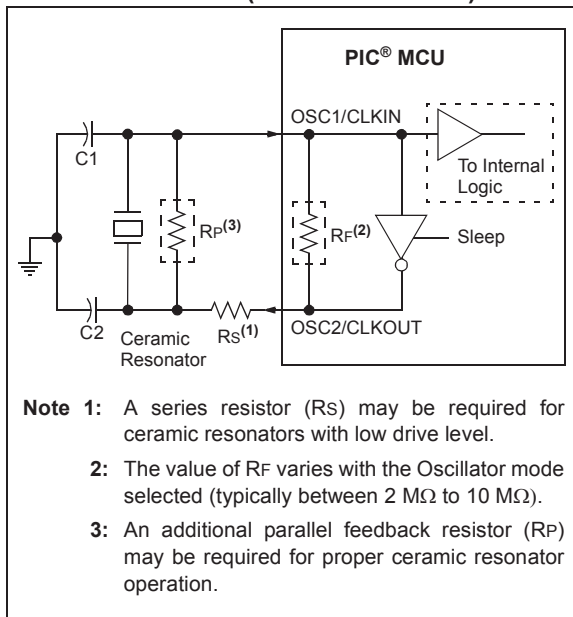 PIC® MCU
OSC1/CLKIN
C1
To Internal
Logic
RP(3)
RF(2)
Sleep
C2
Ceramic
Resonator
RS(1)
OSC2/CLKOUT
Note 1: A series resistor (RS) may be required for
ceramic resonators with low drive level.
2: The value of RF varies with the Oscillator mode
selected (typically between 2 MΩ to 10 MΩ).
3: An additional parallel feedback resistor (RP)
may be required for proper ceramic resonator
operation.